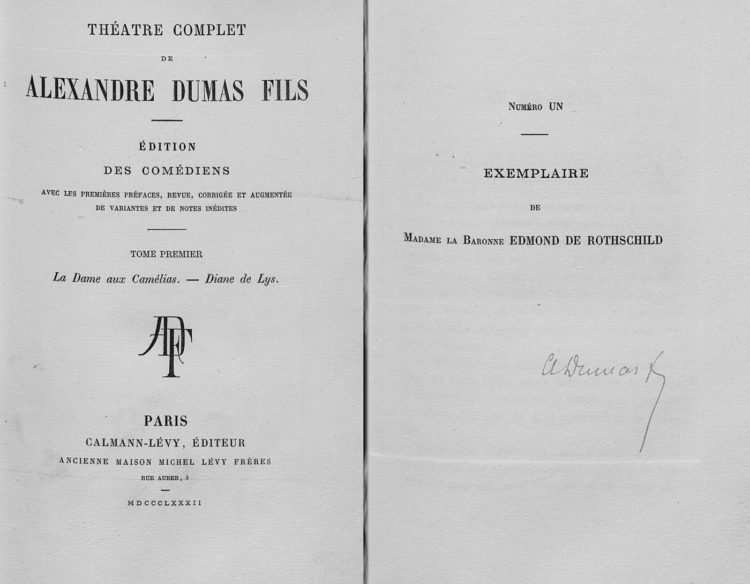 THÉATRE COMPLET
DE
ALEXANDRE DUMAS FILS
ÉDITION
DES COMÉDIENS
AVEC LES PREMIÈRES PRÉFACES, REVUE, CORRIGÉE ET AUGMENTÉE
DE VARIANTES ET DE NOTES INÉDITES
TOME PREMIER
La Dame aux Camélias. — Diane de Lys.
ADF
PARIS
CALMANN-LÉVY, ÉDITEUR
ANCIENNE MAISON MICHEL LÉVY FRÈRES
RUE AUBER, 3
MDCCCLXXXII
Numéro UN
EXEMPLAIRE
DE
Madame la Baronne EDMOND DE ROTHSCHILD
A Dumas f